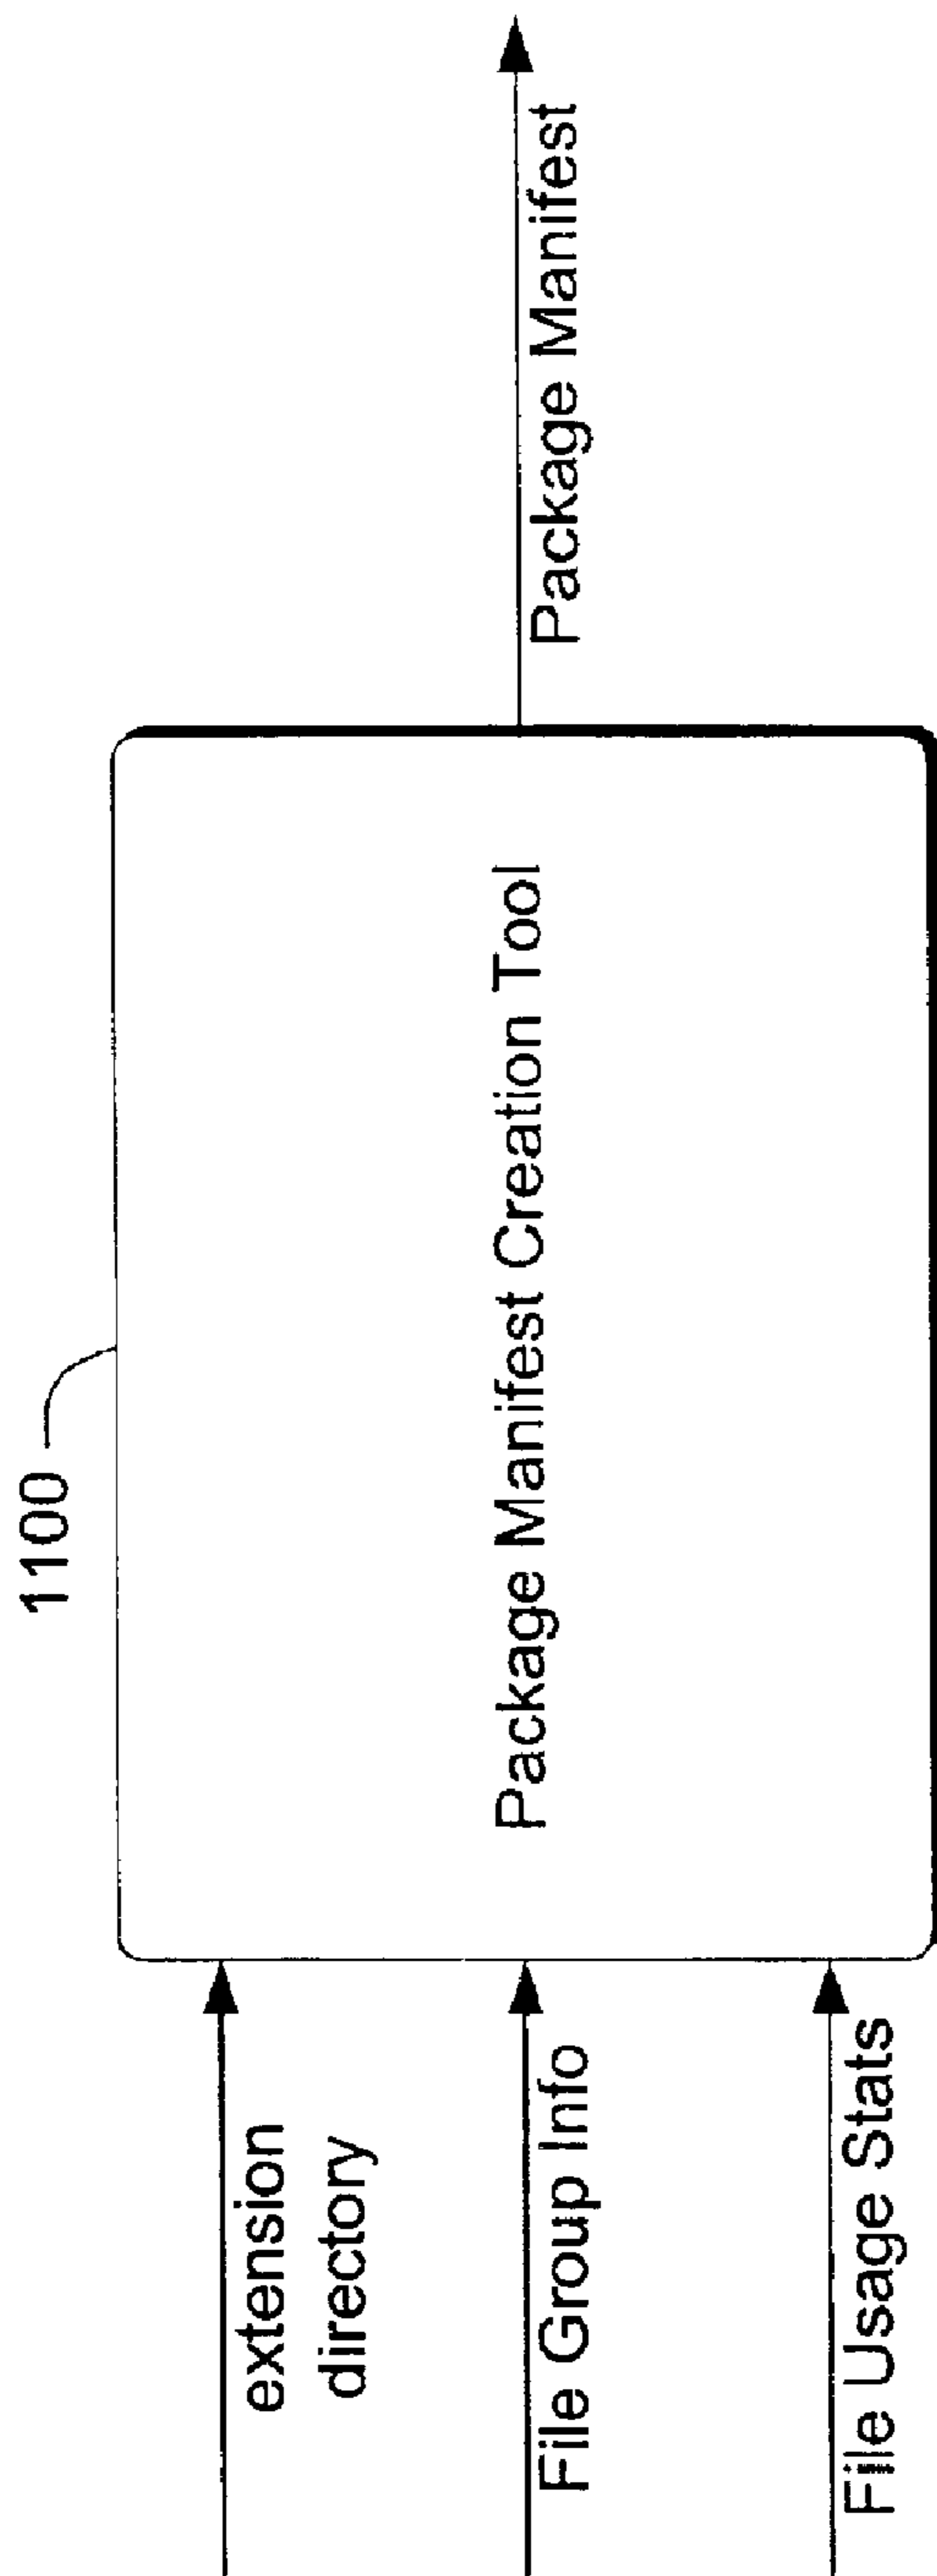 1100
extension
directory
File Group Info
File Usage Stats
Package Manifest Creation Tool
Package Manifest